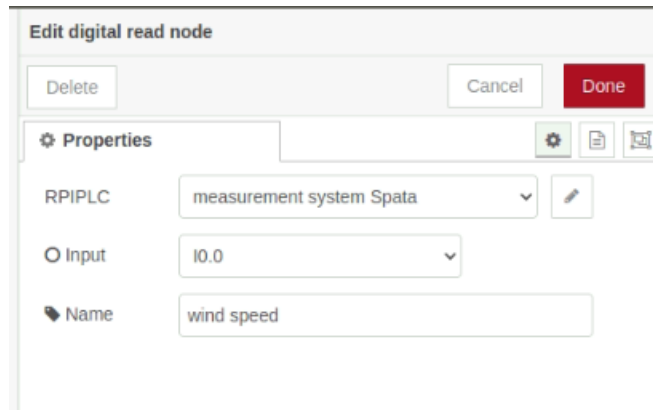 Edit digital read node
Delete Cancel Done
Properties
RPIPLC measurement system Spata
Input I0.0
Name wind speed